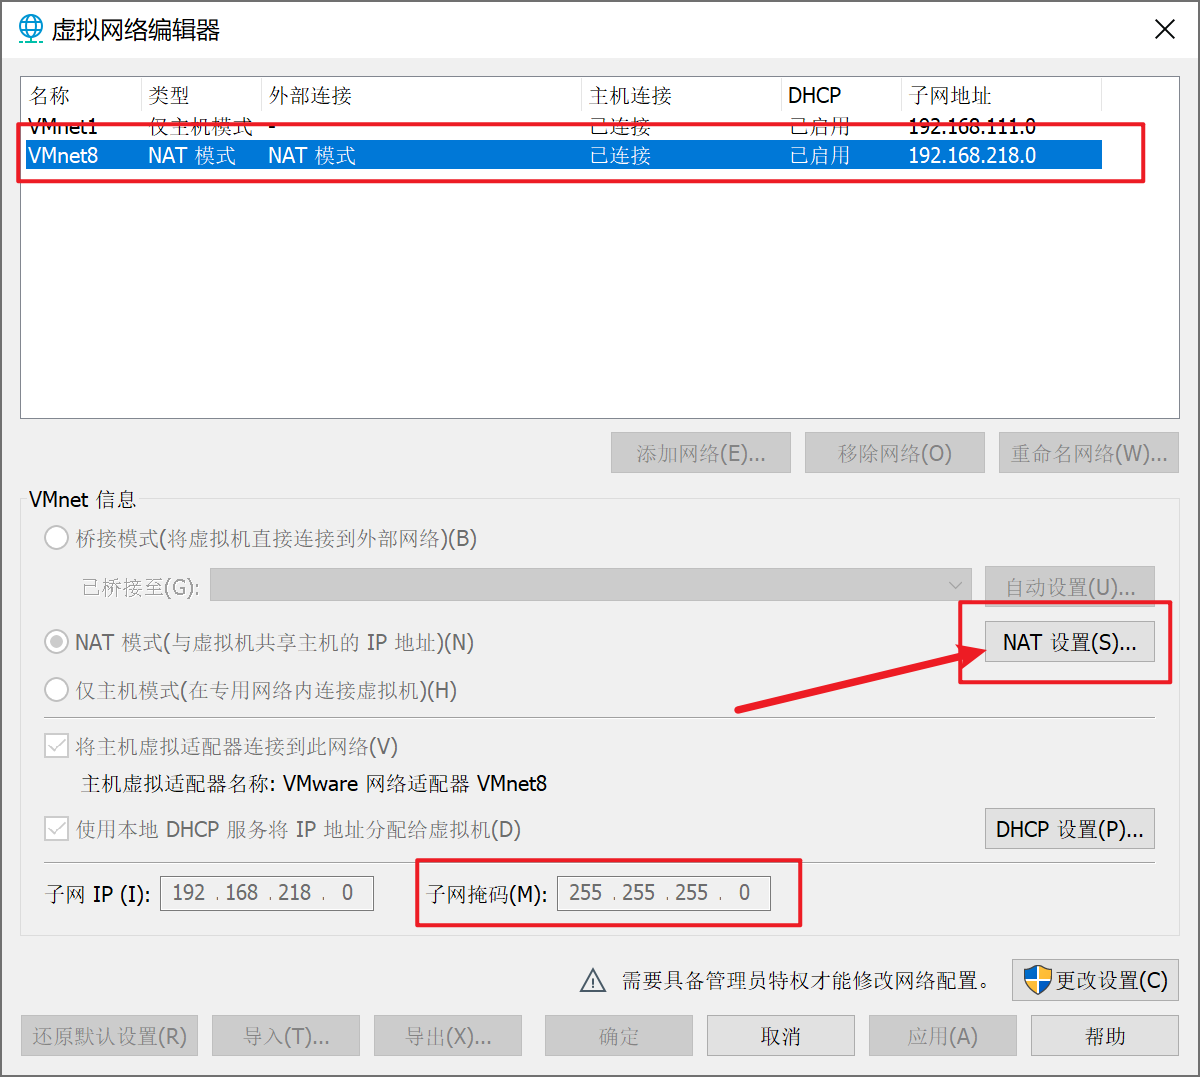 虚拟网络编辑器
名称 类型 外部连接 主机连接 DHCP 子网地址
VMnet1 仅主机模式 - 已连接 已启用 192.168.111.0
VMnet8 NAT 模式 NAT 模式 已连接 已启用 192.168.218.0
添加网络(E)... 移除网络(O) 重命名网络(W)...
VMnet 信息
桥接模式(将虚拟机直接连接到外部网络)(B)
已桥接至(G): 自动设置(U)...
NAT 模式(与虚拟机共享主机的 IP 地址)(N) NAT 设置(S)...
仅主机模式(在专用网络内连接虚拟机)(H)
将主机虚拟适配器连接到此网络(V)
主机虚拟适配器名称: VMware 网络适配器 VMnet8
使用本地 DHCP 服务将 IP 地址分配给虚拟机(D) DHCP 设置(P)...
子网 IP (I): 192 . 168 . 218 . 0 子网掩码(M): 255 . 255 . 255 . 0
需要具备管理员特权才能修改网络配置。 更改设置(C)
还原默认设置(R) 导入(T)... 导出(X)... 确定 取消 应用(A) 帮助